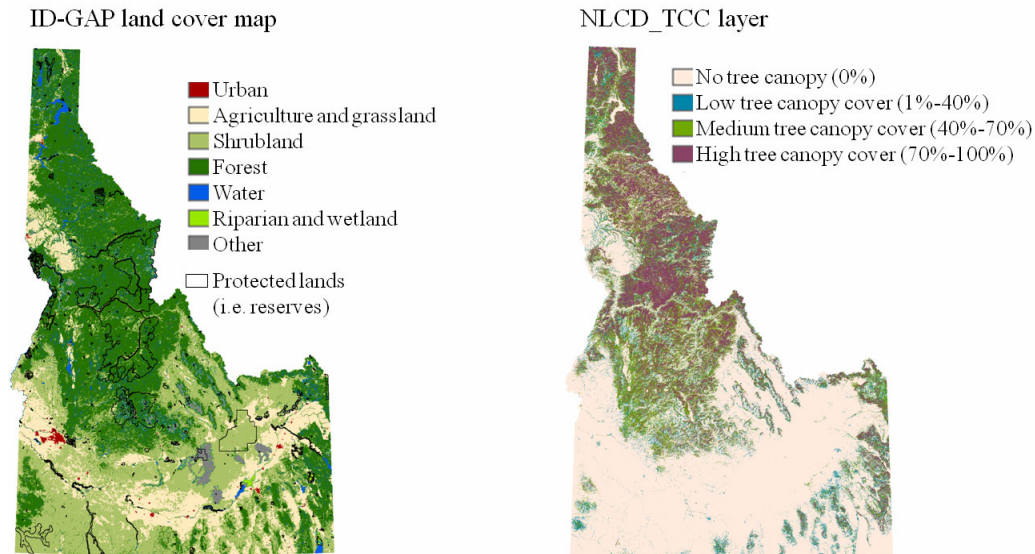 ID-GAP land cover map
Urban
Agriculture and grassland
Shrubland
Forest
Water
Riparian and wetland
Other
Protected lands
(i.e. reserves)
NLCD_TCC layer
No tree canopy (0%)
Low tree canopy cover (1%-40%)
Medium tree canopy cover (40%-70%)
High tree canopy cover (70%-100%)